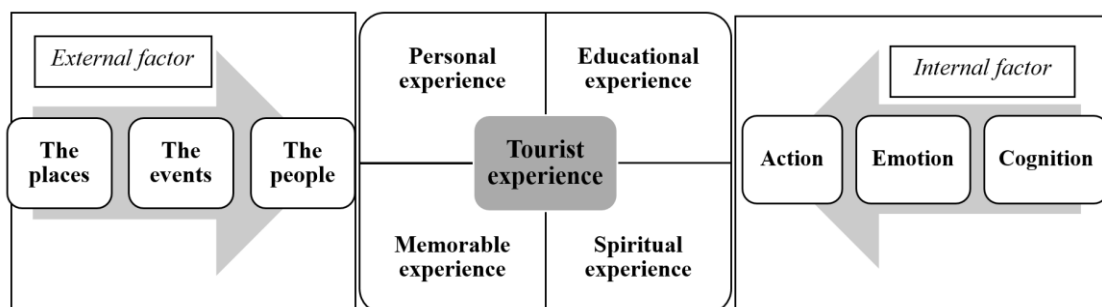 External factor
The
places
The
events
The
people
Personal
experience
Educational
experience
Tourist
experience
Memorable
experience
Spiritual
experience
Internal factor
Action
Emotion
Cognition